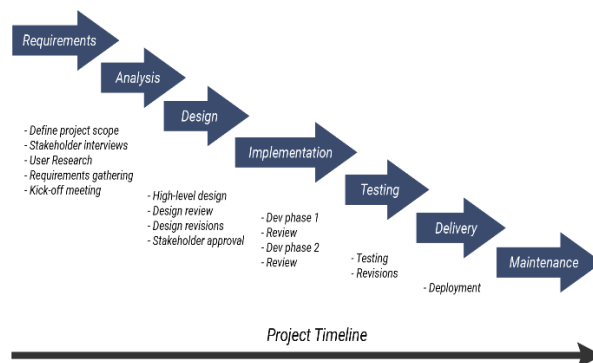 Requirements
Analysis
Design
Implementation
Testing
Delivery
Maintenance
- Define project scope
- Stakeholder interviews
- User Research
- Requirements gathering
- Kick-off meeting
- High-level design
- Design review
- Design revisions
- Stakeholder approval
- Dev phase 1
- Review
- Dev phase 2
- Review
- Testing
- Revisions
- Deployment
Project Timeline